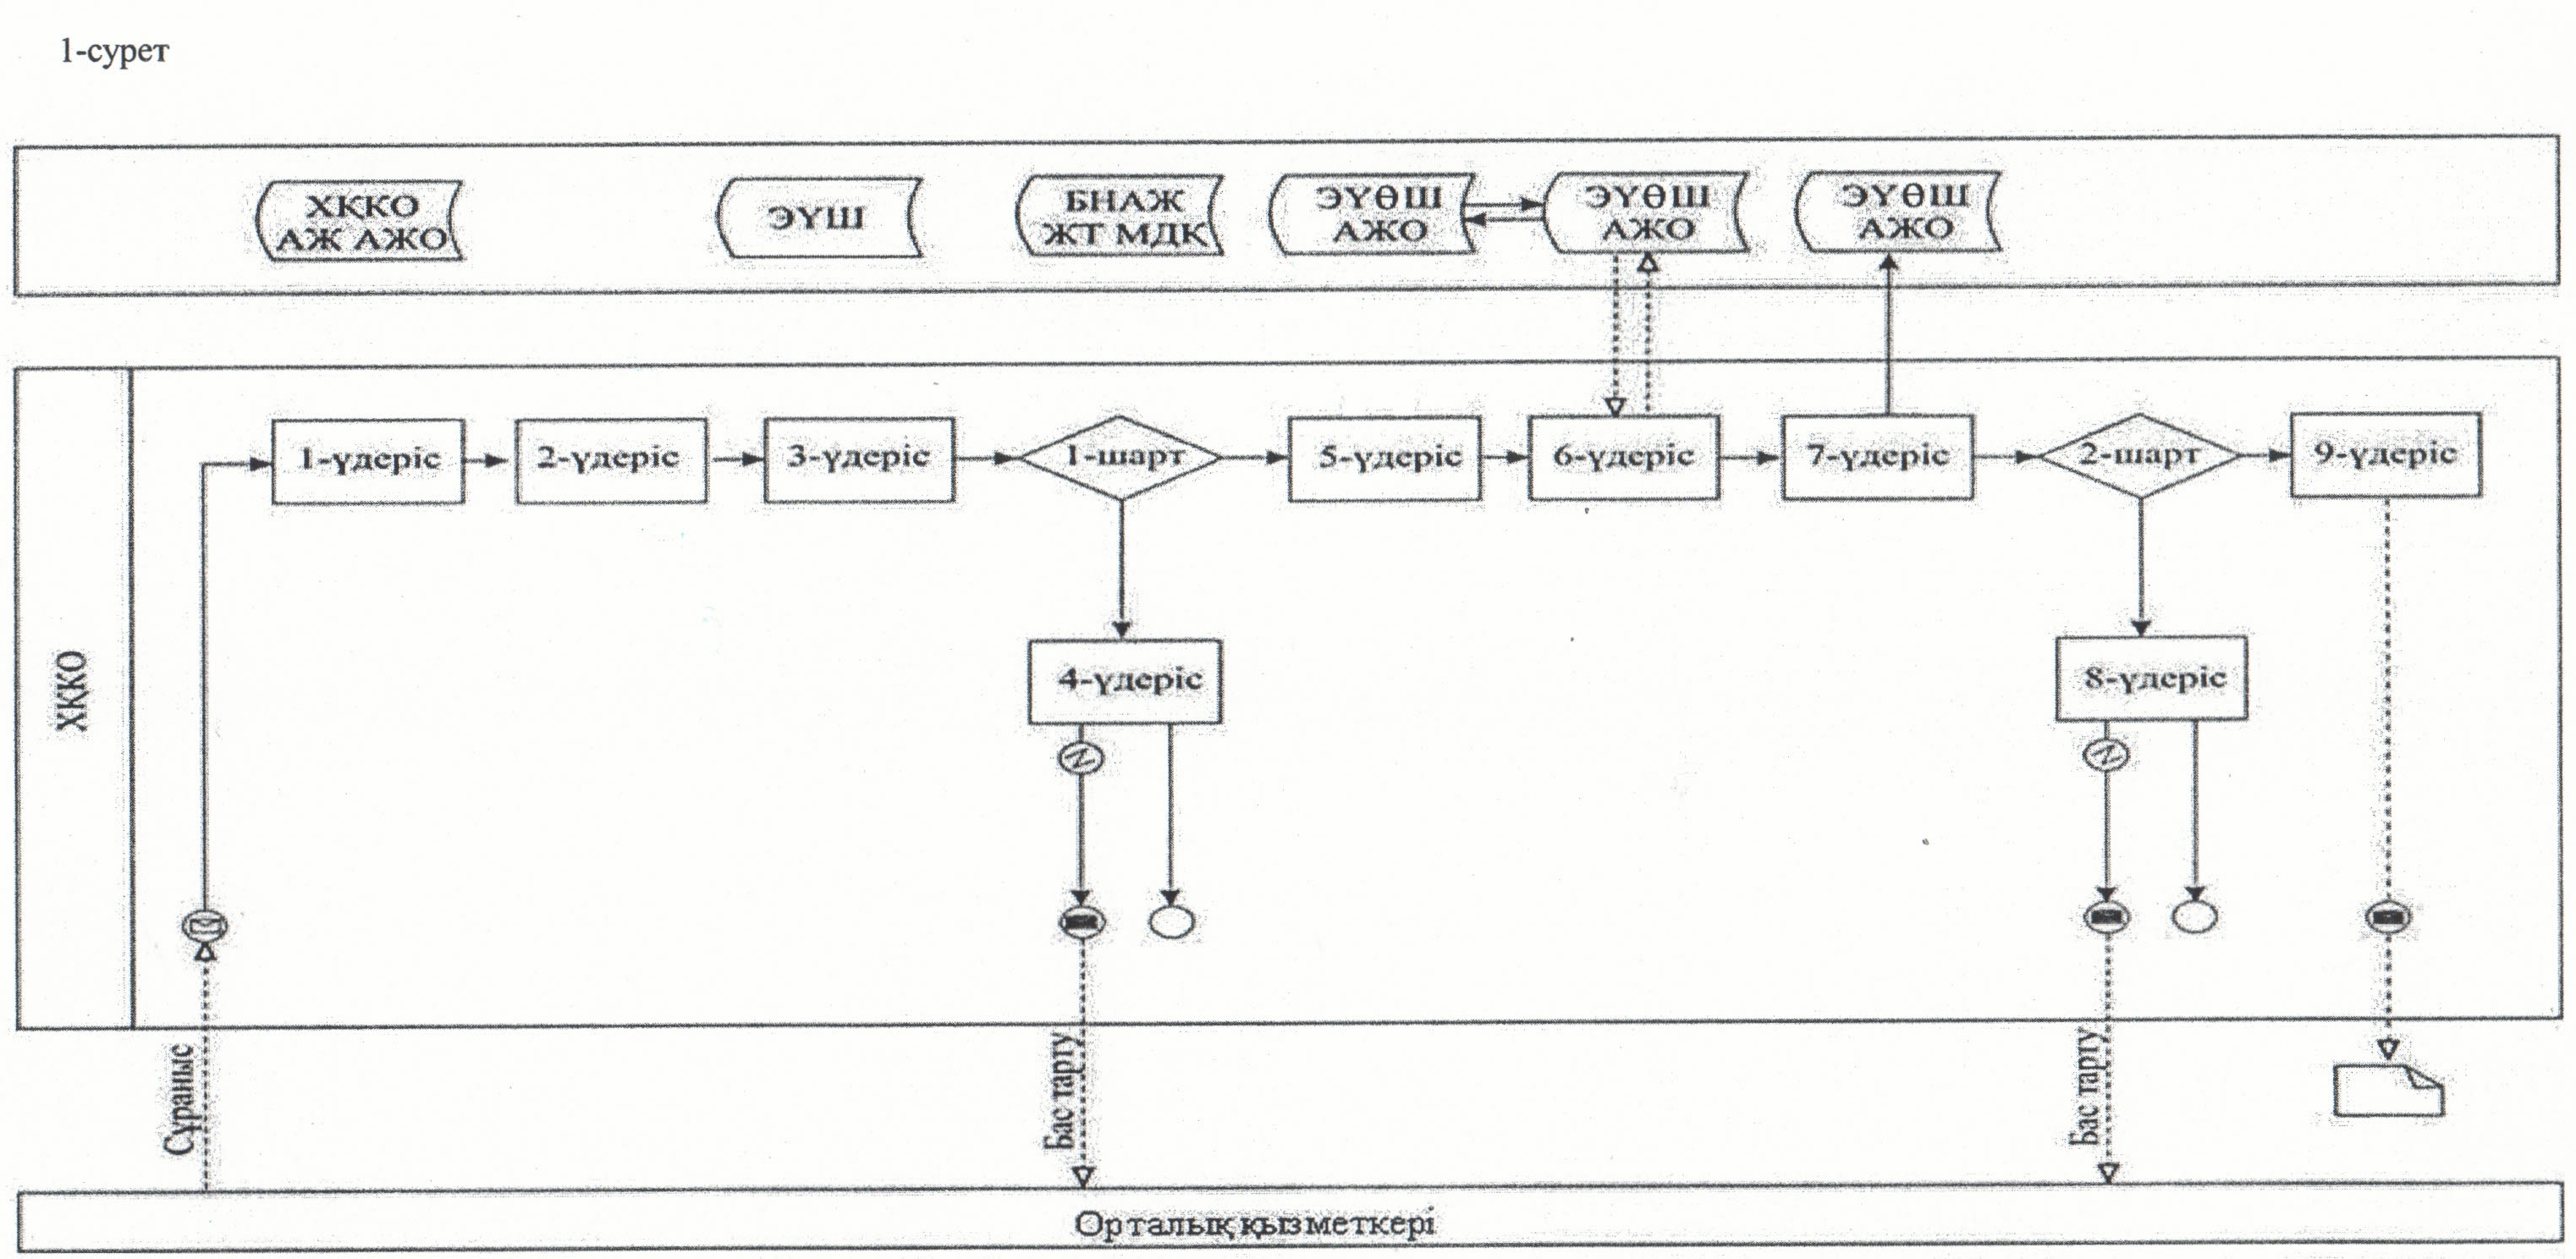 1-сурет
ХҚКО
АЖ АЖО
ЭҮШ
БНАЖ
ЖТ МДК
ЭҮӨШ
АЖО
ЭҮӨШ
АЖО
ЭҮӨШ
АЖО
ХҚКО
1-үдеріс
2-үдеріс
3-үдеріс
1-шарт
5-үдеріс
6-үдеріс
7-үдеріс
2-шарт
9-үдеріс
4-үдеріс
8-үдеріс
Сұраныс
Бас тарту
Бас тарту
Орталық қызметкері